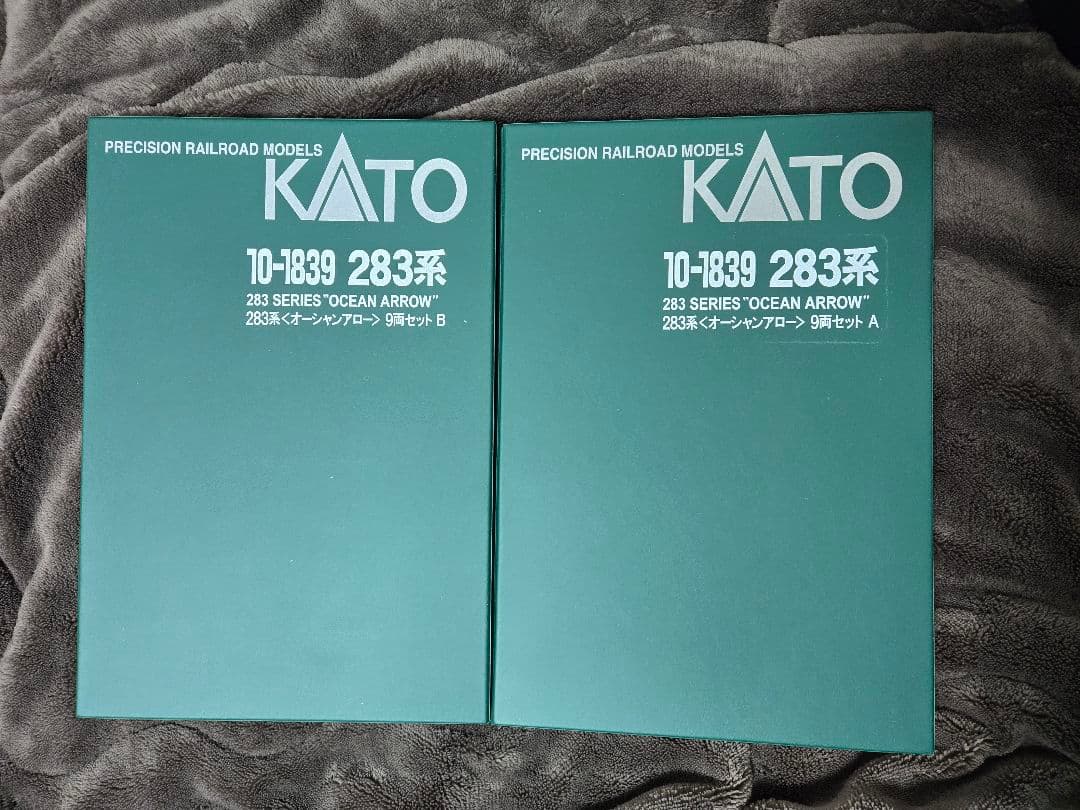 PRECISION RAILROAD MODELS
KATO
10-1839 283系
283 SERIES "OCEAN ARROW"
283系<オーシャンアロー> 9両セット B
PRECISION RAILROAD MODELS
KATO
10-1839 283系
283 SERIES "OCEAN ARROW"
283系<オーシャンアロー> 9両セット A